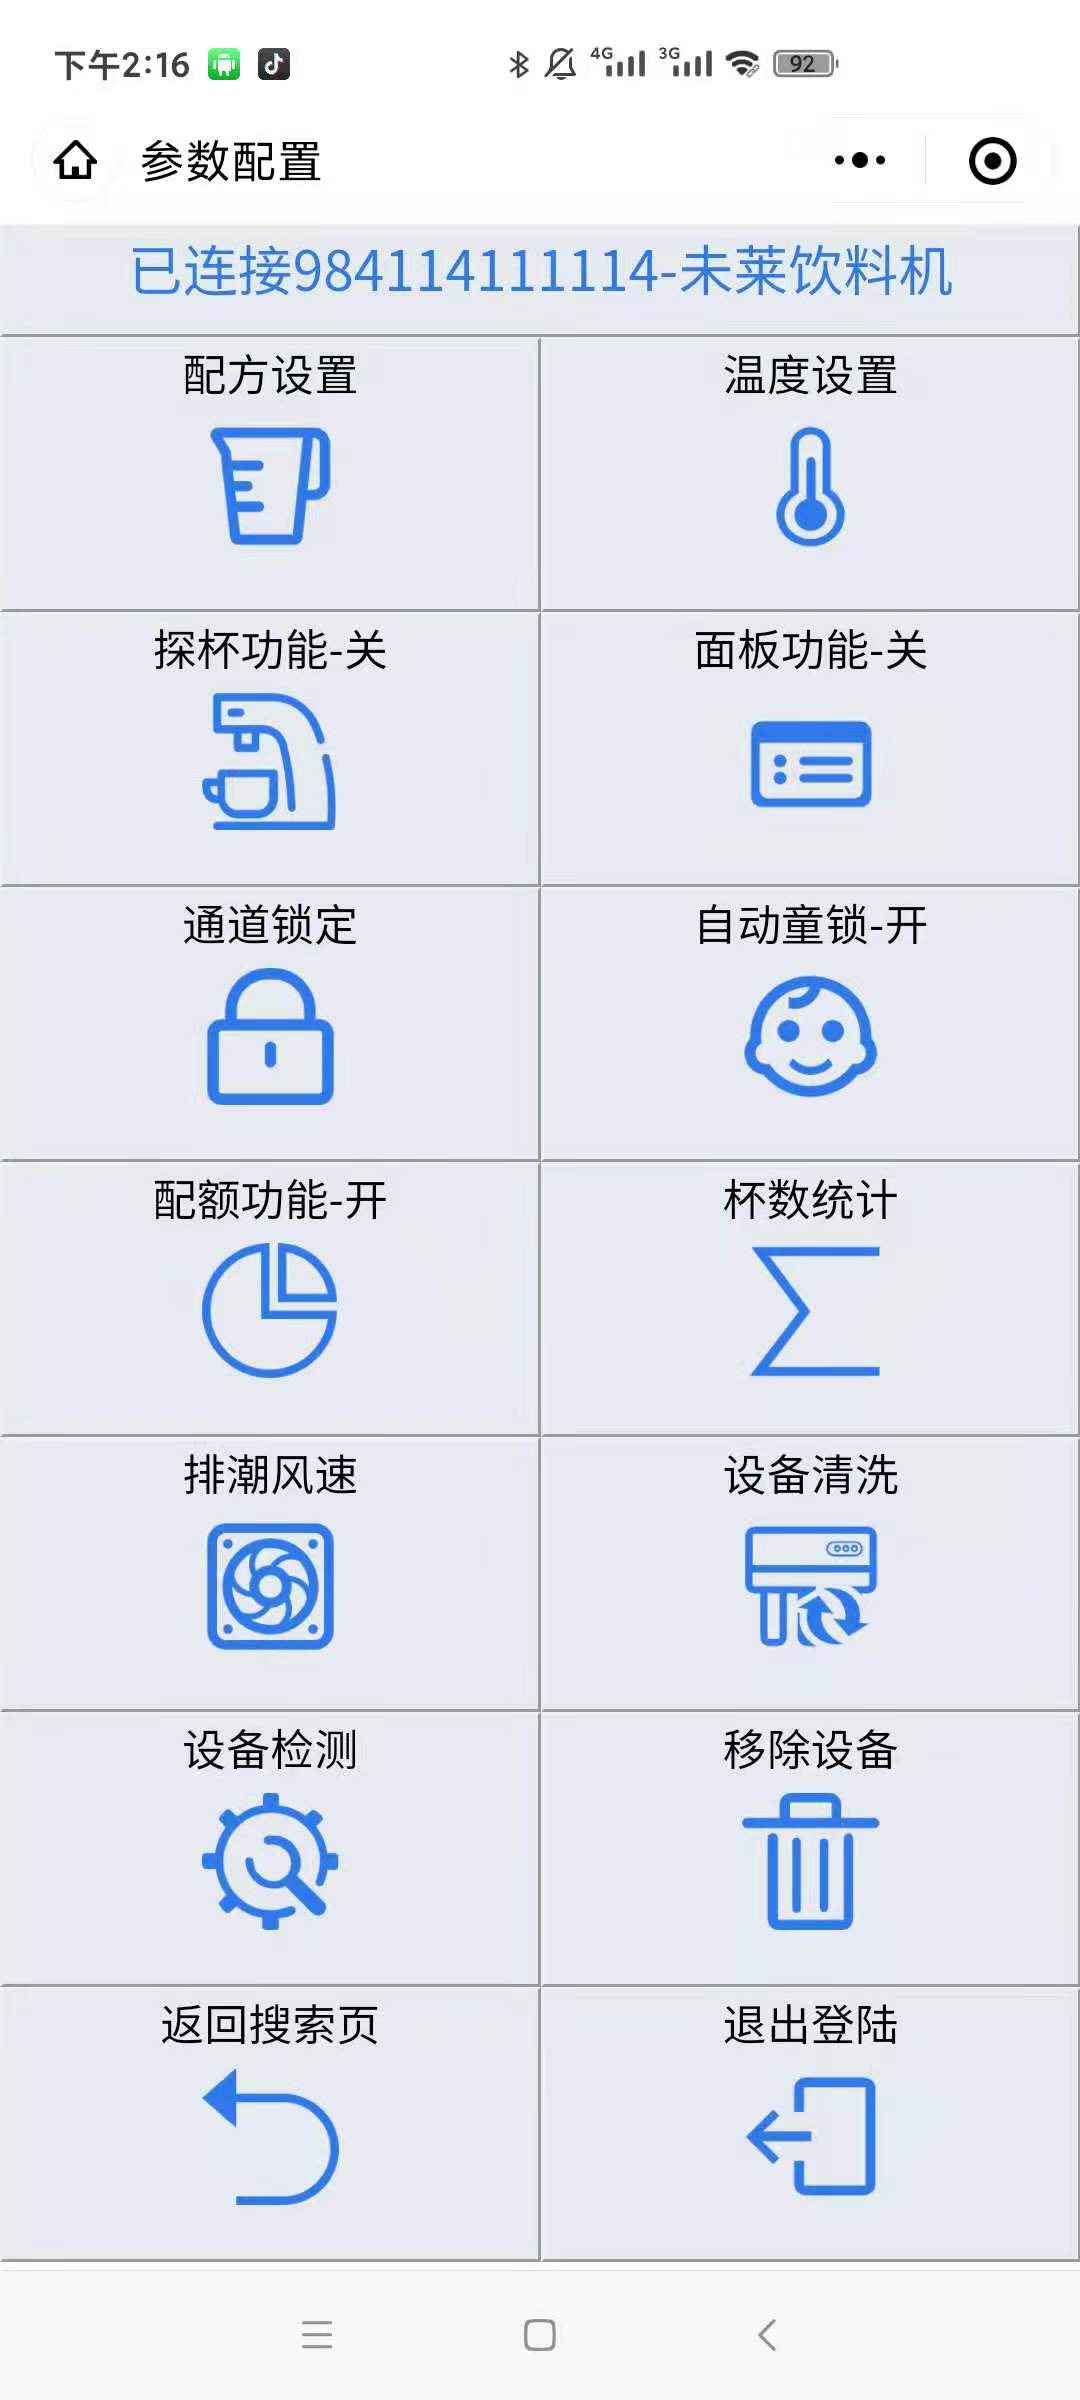 下午2:16
4G
3G
92
参数配置
已连接984114111114-未莱饮料机
配方设置
温度设置
探杯功能-关
面板功能-关
通道锁定
自动童锁-开
配额功能-开
杯数统计
排潮风速
设备清洗
设备检测
移除设备
返回搜索页
退出登陆